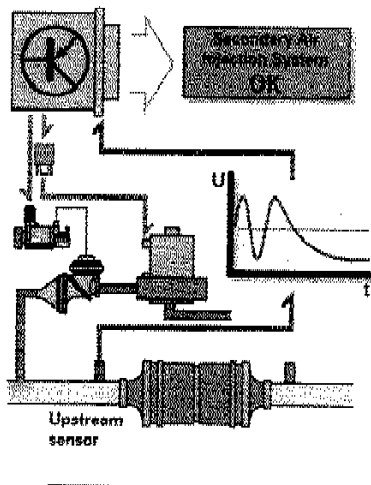 Secondary Air
Injection System
OK
U
t
Upstream
sensor